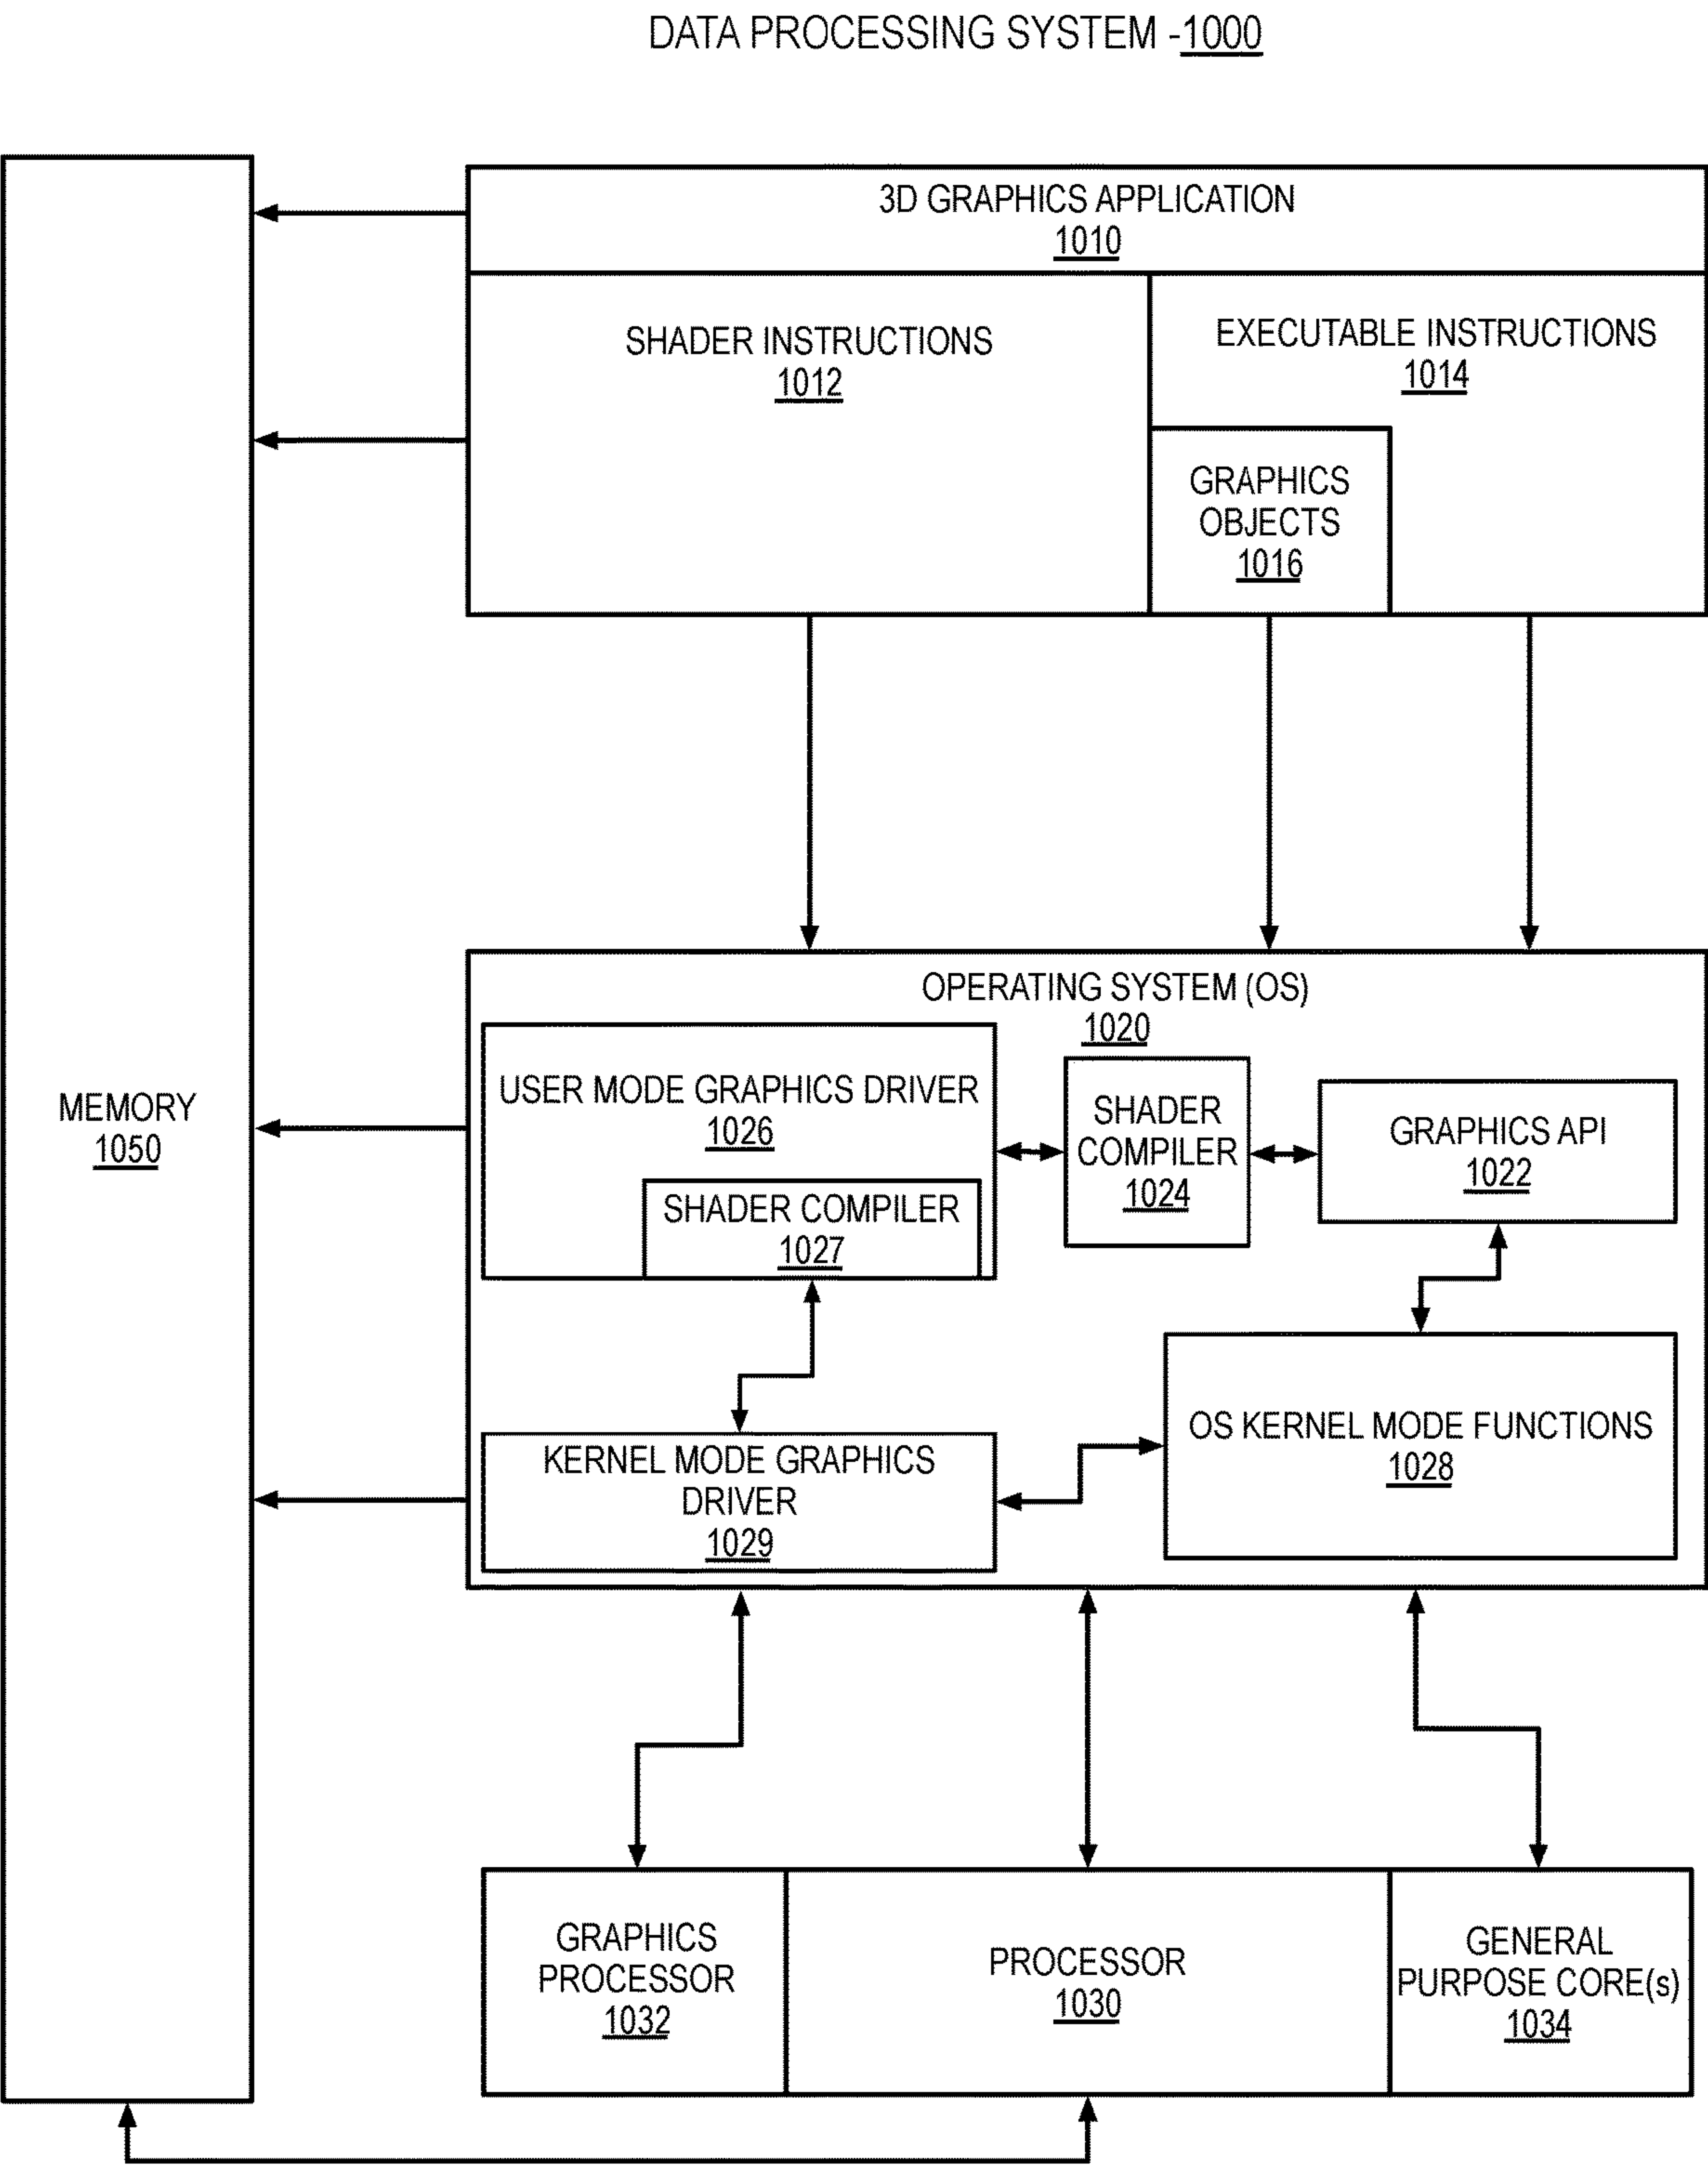 DATA PROCESSING SYSTEM -1000
3D GRAPHICS APPLICATION
1010
SHADER INSTRUCTIONS
1012
EXECUTABLE INSTRUCTIONS
1014
GRAPHICS
OBJECTS
1016
MEMORY
1050
OPERATING SYSTEM (OS)
1020
USER MODE GRAPHICS DRIVER
1026
SHADER COMPILER
1027
SHADER
COMPILER
1024
GRAPHICS API
1022
KERNEL MODE GRAPHICS
DRIVER
1029
OS KERNEL MODE FUNCTIONS
1028
GRAPHICS
PROCESSOR
1032
PROCESSOR
1030
GENERAL
PURPOSE CORE(s)
1034